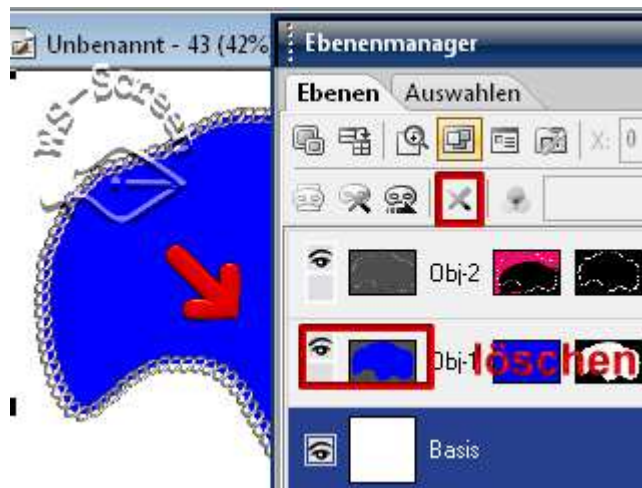 Unbenannt - 43 (42%
Ebenenmanager
Ebenen Auswahlen
X: 0
Obj-2
Obj-1 löschen
Basis